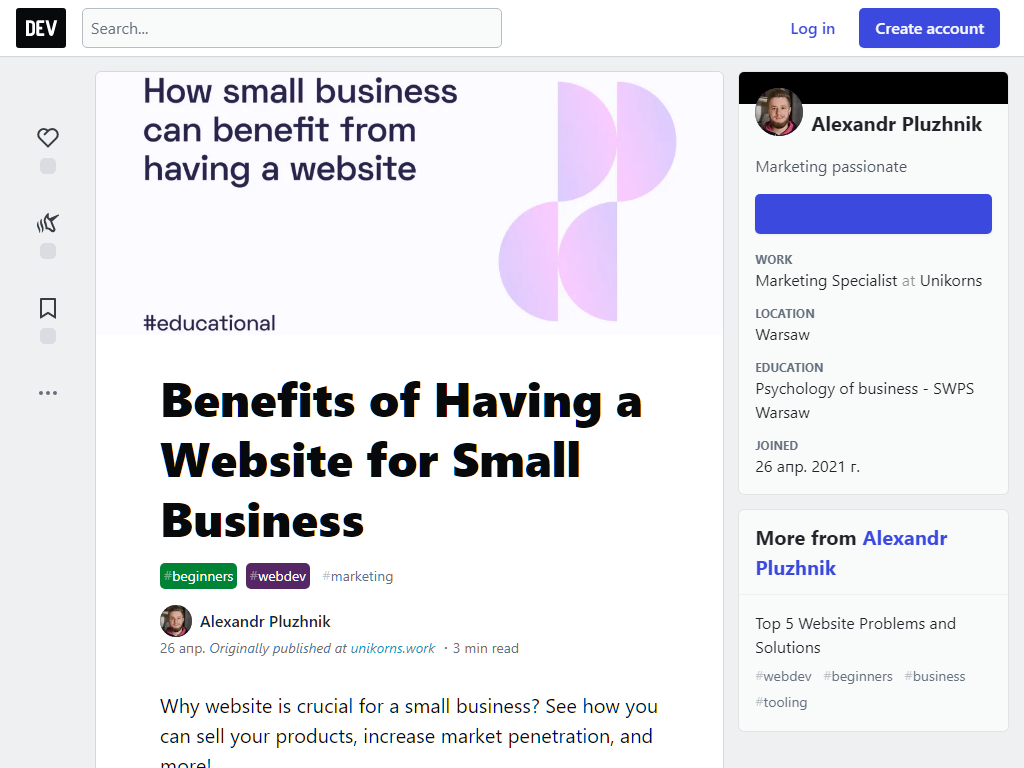 DEV
Search...
Log in
Create account
How small business
can benefit from
having a website
#educational
Benefits of Having a
Website for Small
Business
#beginners #webdev #marketing
Alexandr Pluzhnik
26 апр. Originally published at unikorns.work ・3 min read
Why website is crucial for a small business? See how you
can sell your products, increase market penetration, and
more!
Alexandr Pluzhnik
Marketing passionate
WORK
Marketing Specialist at Unikorns
LOCATION
Warsaw
EDUCATION
Psychology of business - SWPS
Warsaw
JOINED
26 апр. 2021 г.
More from Alexandr
Pluzhnik
Top 5 Website Problems and
Solutions
#webdev #beginners #business
#tooling